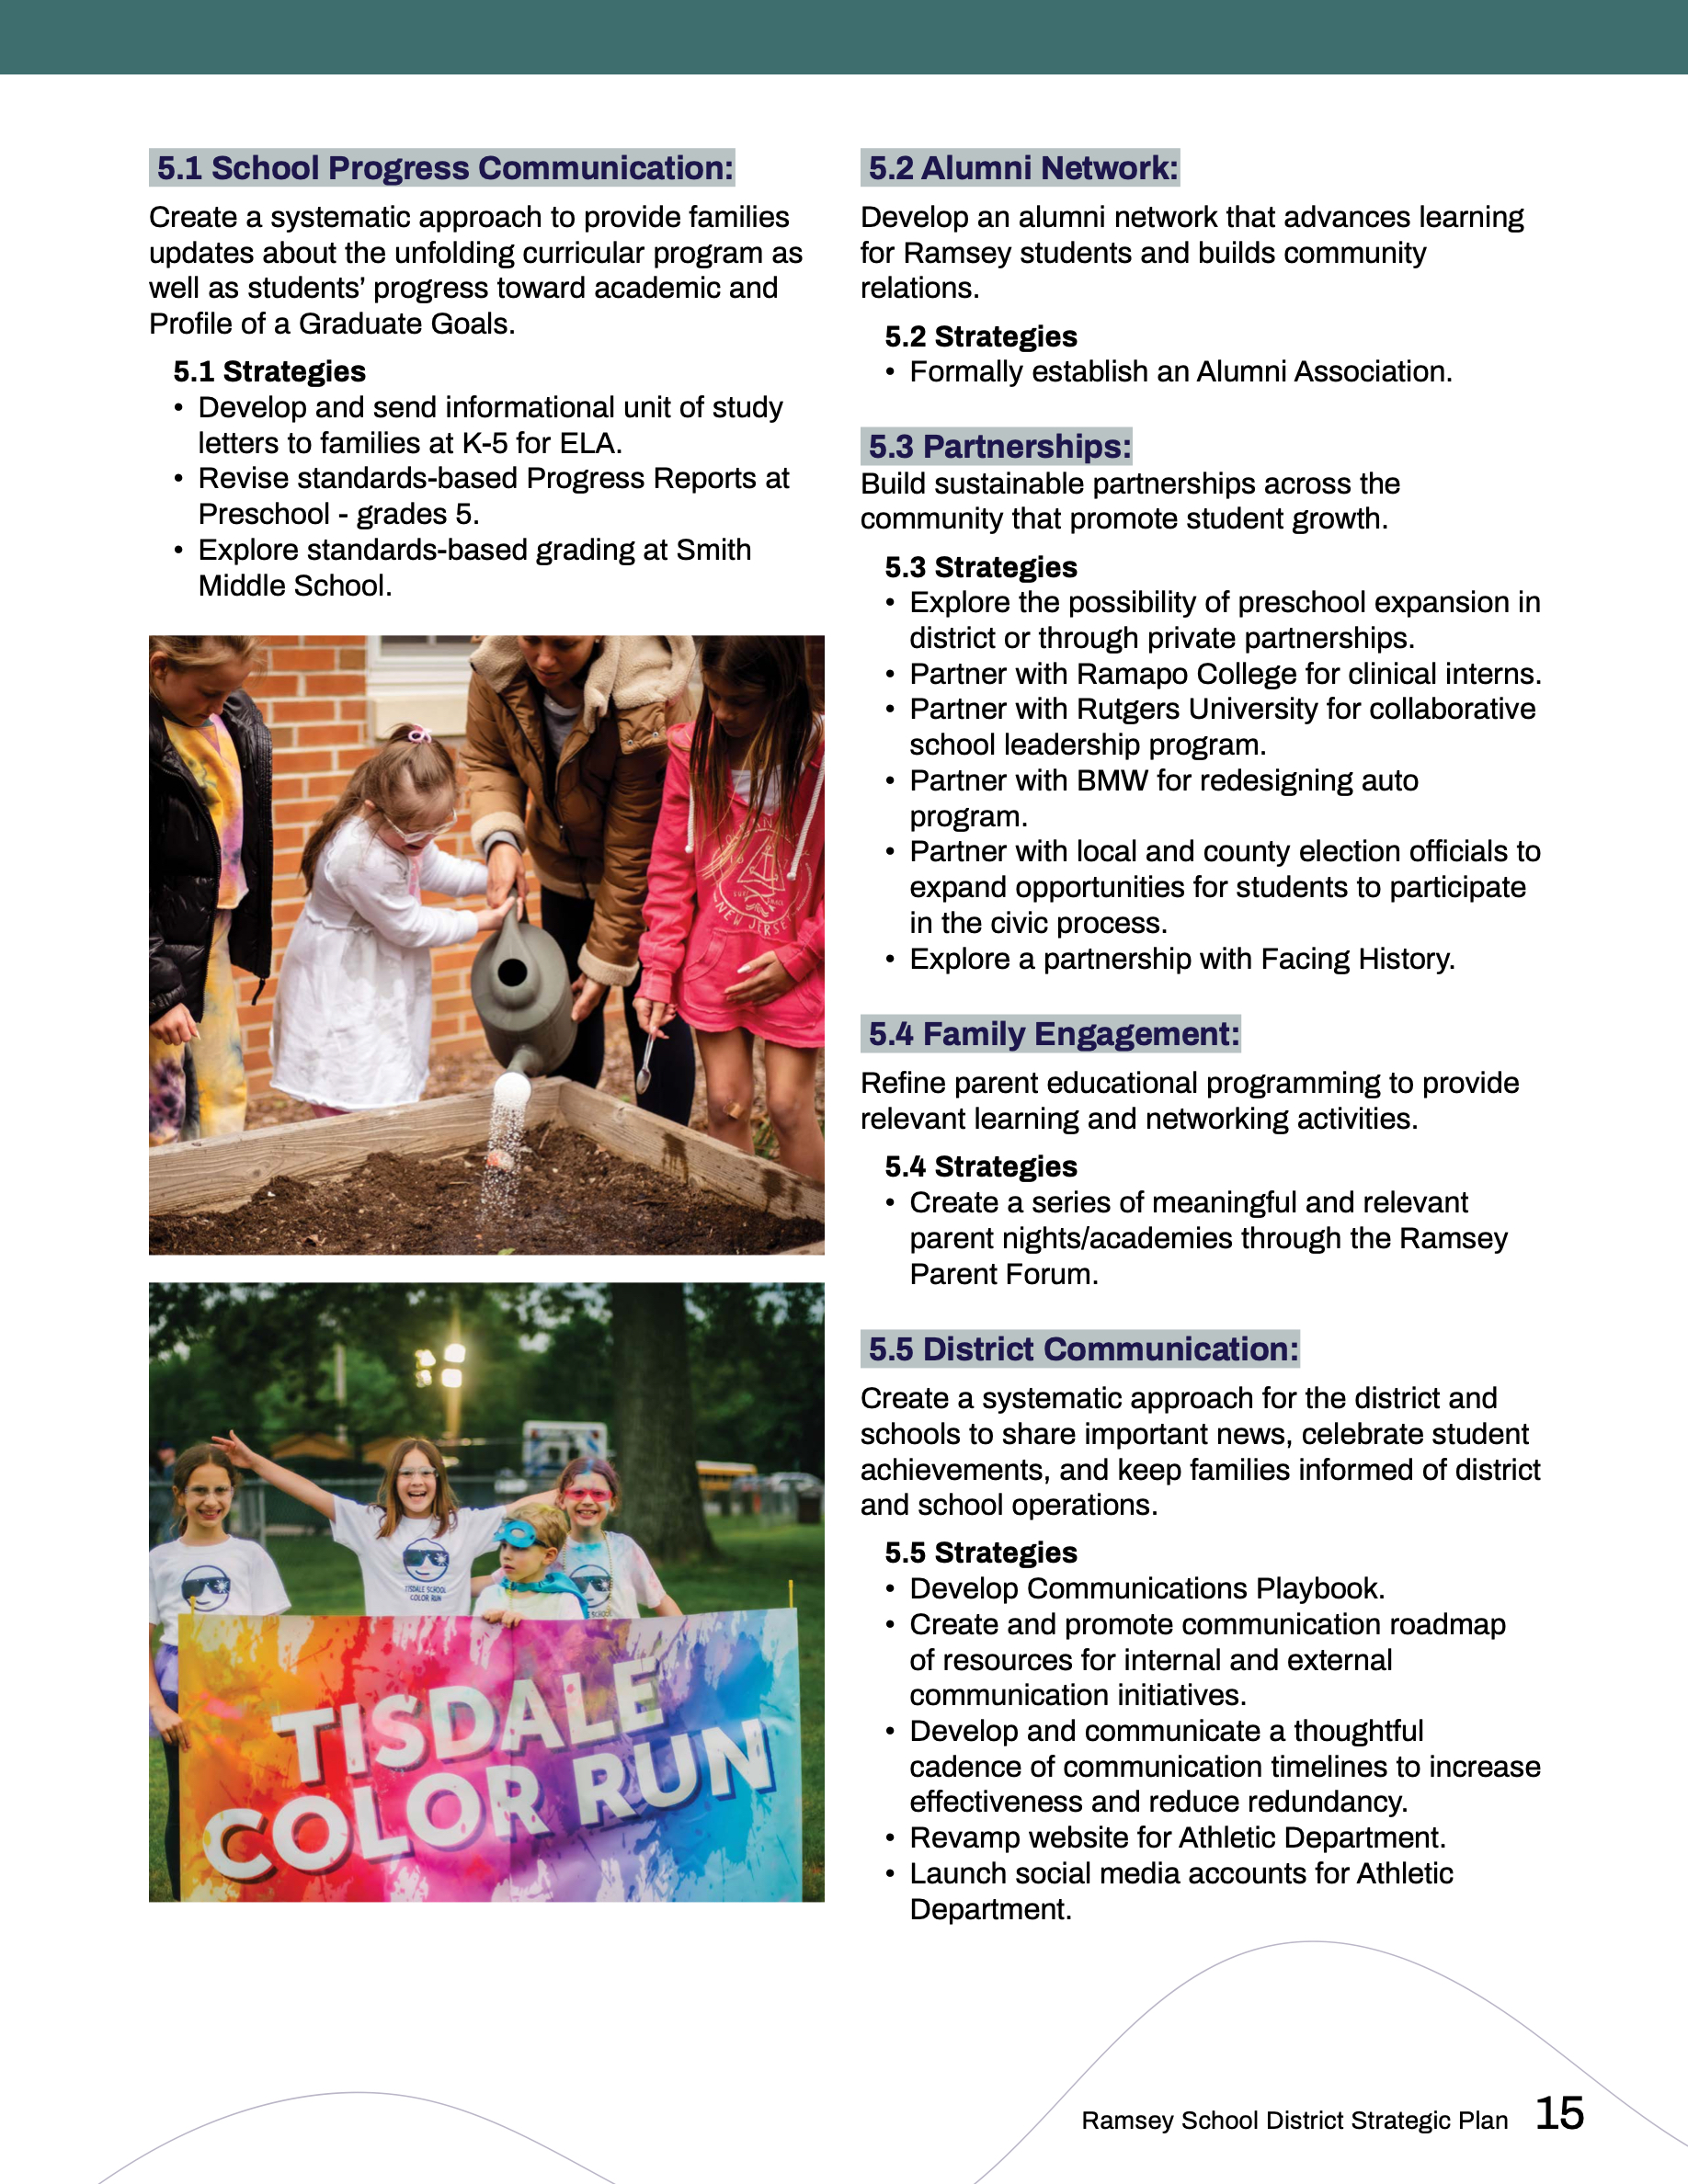 5.1 School Progress Communication:
Create a systematic approach to provide families
updates about the unfolding curricular program as
well as students’ progress toward academic and
Profile of a Graduate Goals.
5.1 Strategies
• Develop and send informational unit of study
letters to families at K-5 for ELA.
• Revise standards-based Progress Reports at
Preschool - grades 5.
• Explore standards-based grading at Smith
Middle School.
NEW JERSEY
TISDALE SCHOOL
COLOR RUN
SCHOOL
TISDALE
COLOR RUN
5.2 Alumni Network:
Develop an alumni network that advances learning
for Ramsey students and builds community
relations.
5.2 Strategies
• Formally establish an Alumni Association.
5.3 Partnerships:
Build sustainable partnerships across the
community that promote student growth.
5.3 Strategies
• Explore the possibility of preschool expansion in
district or through private partnerships.
• Partner with Ramapo College for clinical interns.
• Partner with Rutgers University for collaborative
school leadership program.
• Partner with BMW for redesigning auto
program.
• Partner with local and county election officials to
expand opportunities for students to participate
in the civic process.
• Explore a partnership with Facing History.
5.4 Family Engagement:
Refine parent educational programming to provide
relevant learning and networking activities.
5.4 Strategies
• Create a series of meaningful and relevant
parent nights/academies through the Ramsey
Parent Forum.
5.5 District Communication:
Create a systematic approach for the district and
schools to share important news, celebrate student
achievements, and keep families informed of district
and school operations.
5.5 Strategies
• Develop Communications Playbook.
• Create and promote communication roadmap
of resources for internal and external
communication initiatives.
• Develop and communicate a thoughtful
cadence of communication timelines to increase
effectiveness and reduce redundancy.
• Revamp website for Athletic Department.
• Launch social media accounts for Athletic
Department.
Ramsey School District Strategic Plan 15